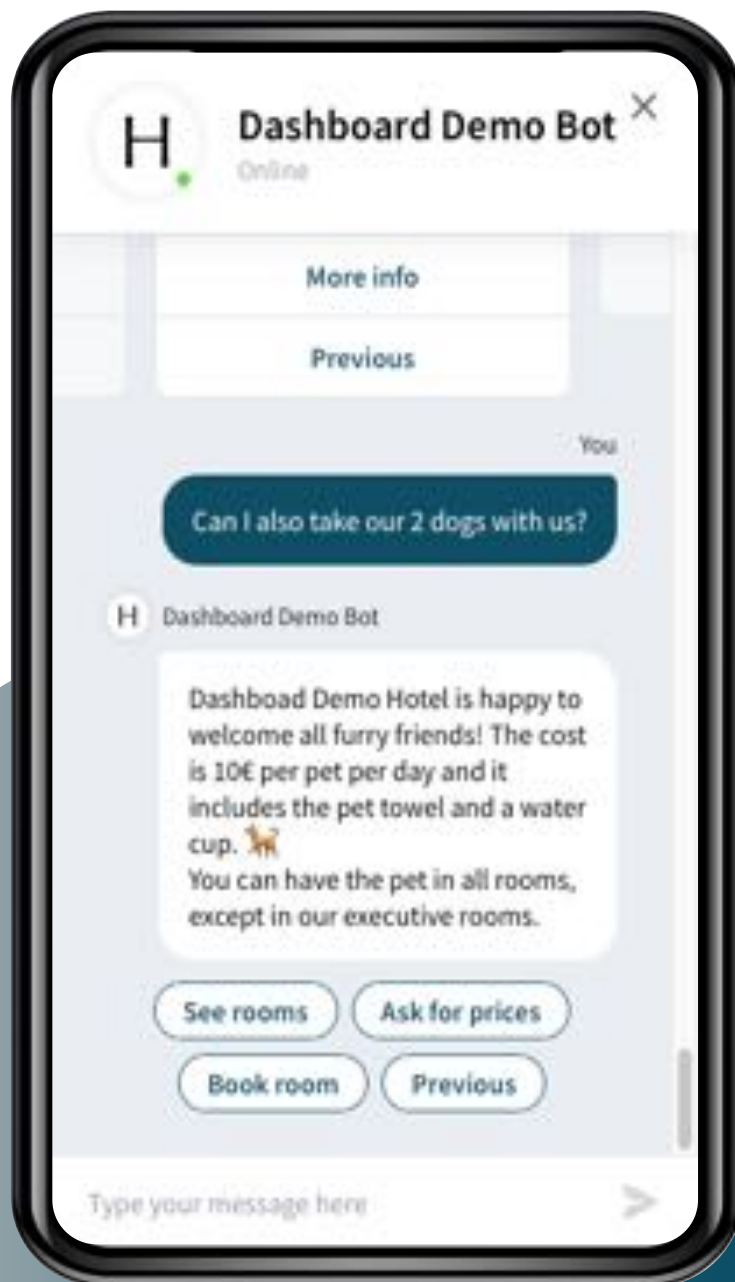 H
Dashboard Demo Bot
Online
More info
Previous
You
Can I also take our 2 dogs with us?
H Dashboard Demo Bot
Dashboad Demo Hotel is happy to
welcome all furry friends! The cost
is 10€ per pet per day and it
includes the pet towel and a water
cup. 🐕
You can have the pet in all rooms,
except in our executive rooms.
See rooms Ask for prices
Book room Previous
Type your message here